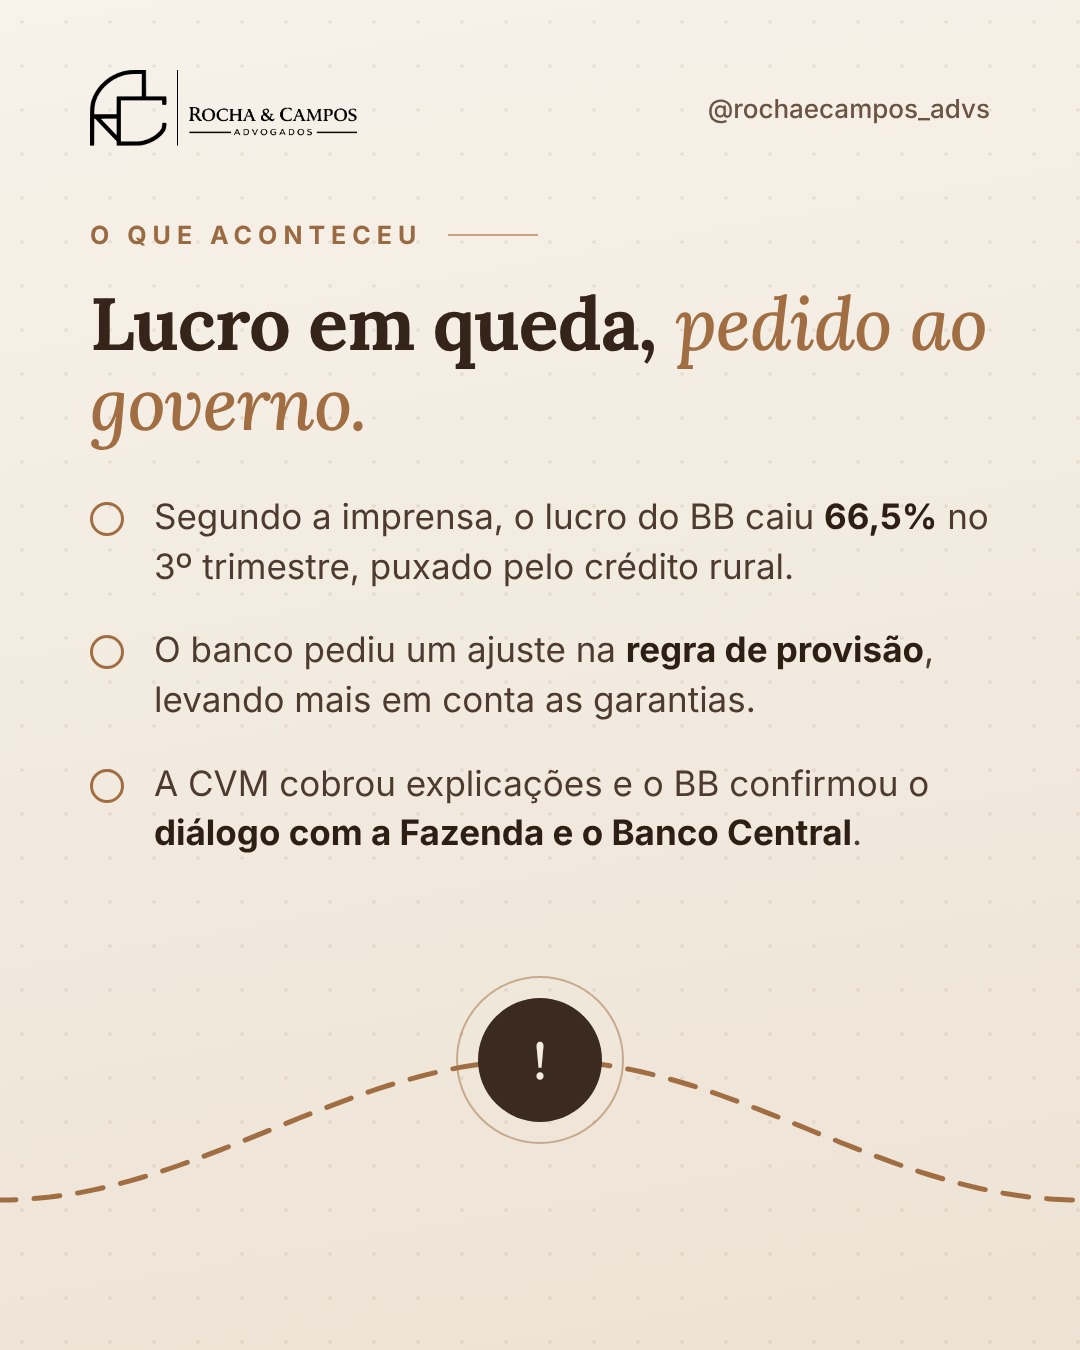 ROCHA & CAMPOS
ADVOGADOS
@rochaecampos_advs
O QUE ACONTECEU
Lucro em queda, pedido ao
governo.
Segundo a imprensa, o lucro do BB caiu 66,5% no
3º trimestre, puxado pelo crédito rural.
O banco pediu um ajuste na regra de provisão,
levando mais em conta as garantias.
A CVM cobrou explicações e o BB confirmou o
diálogo com a Fazenda e o Banco Central.
!